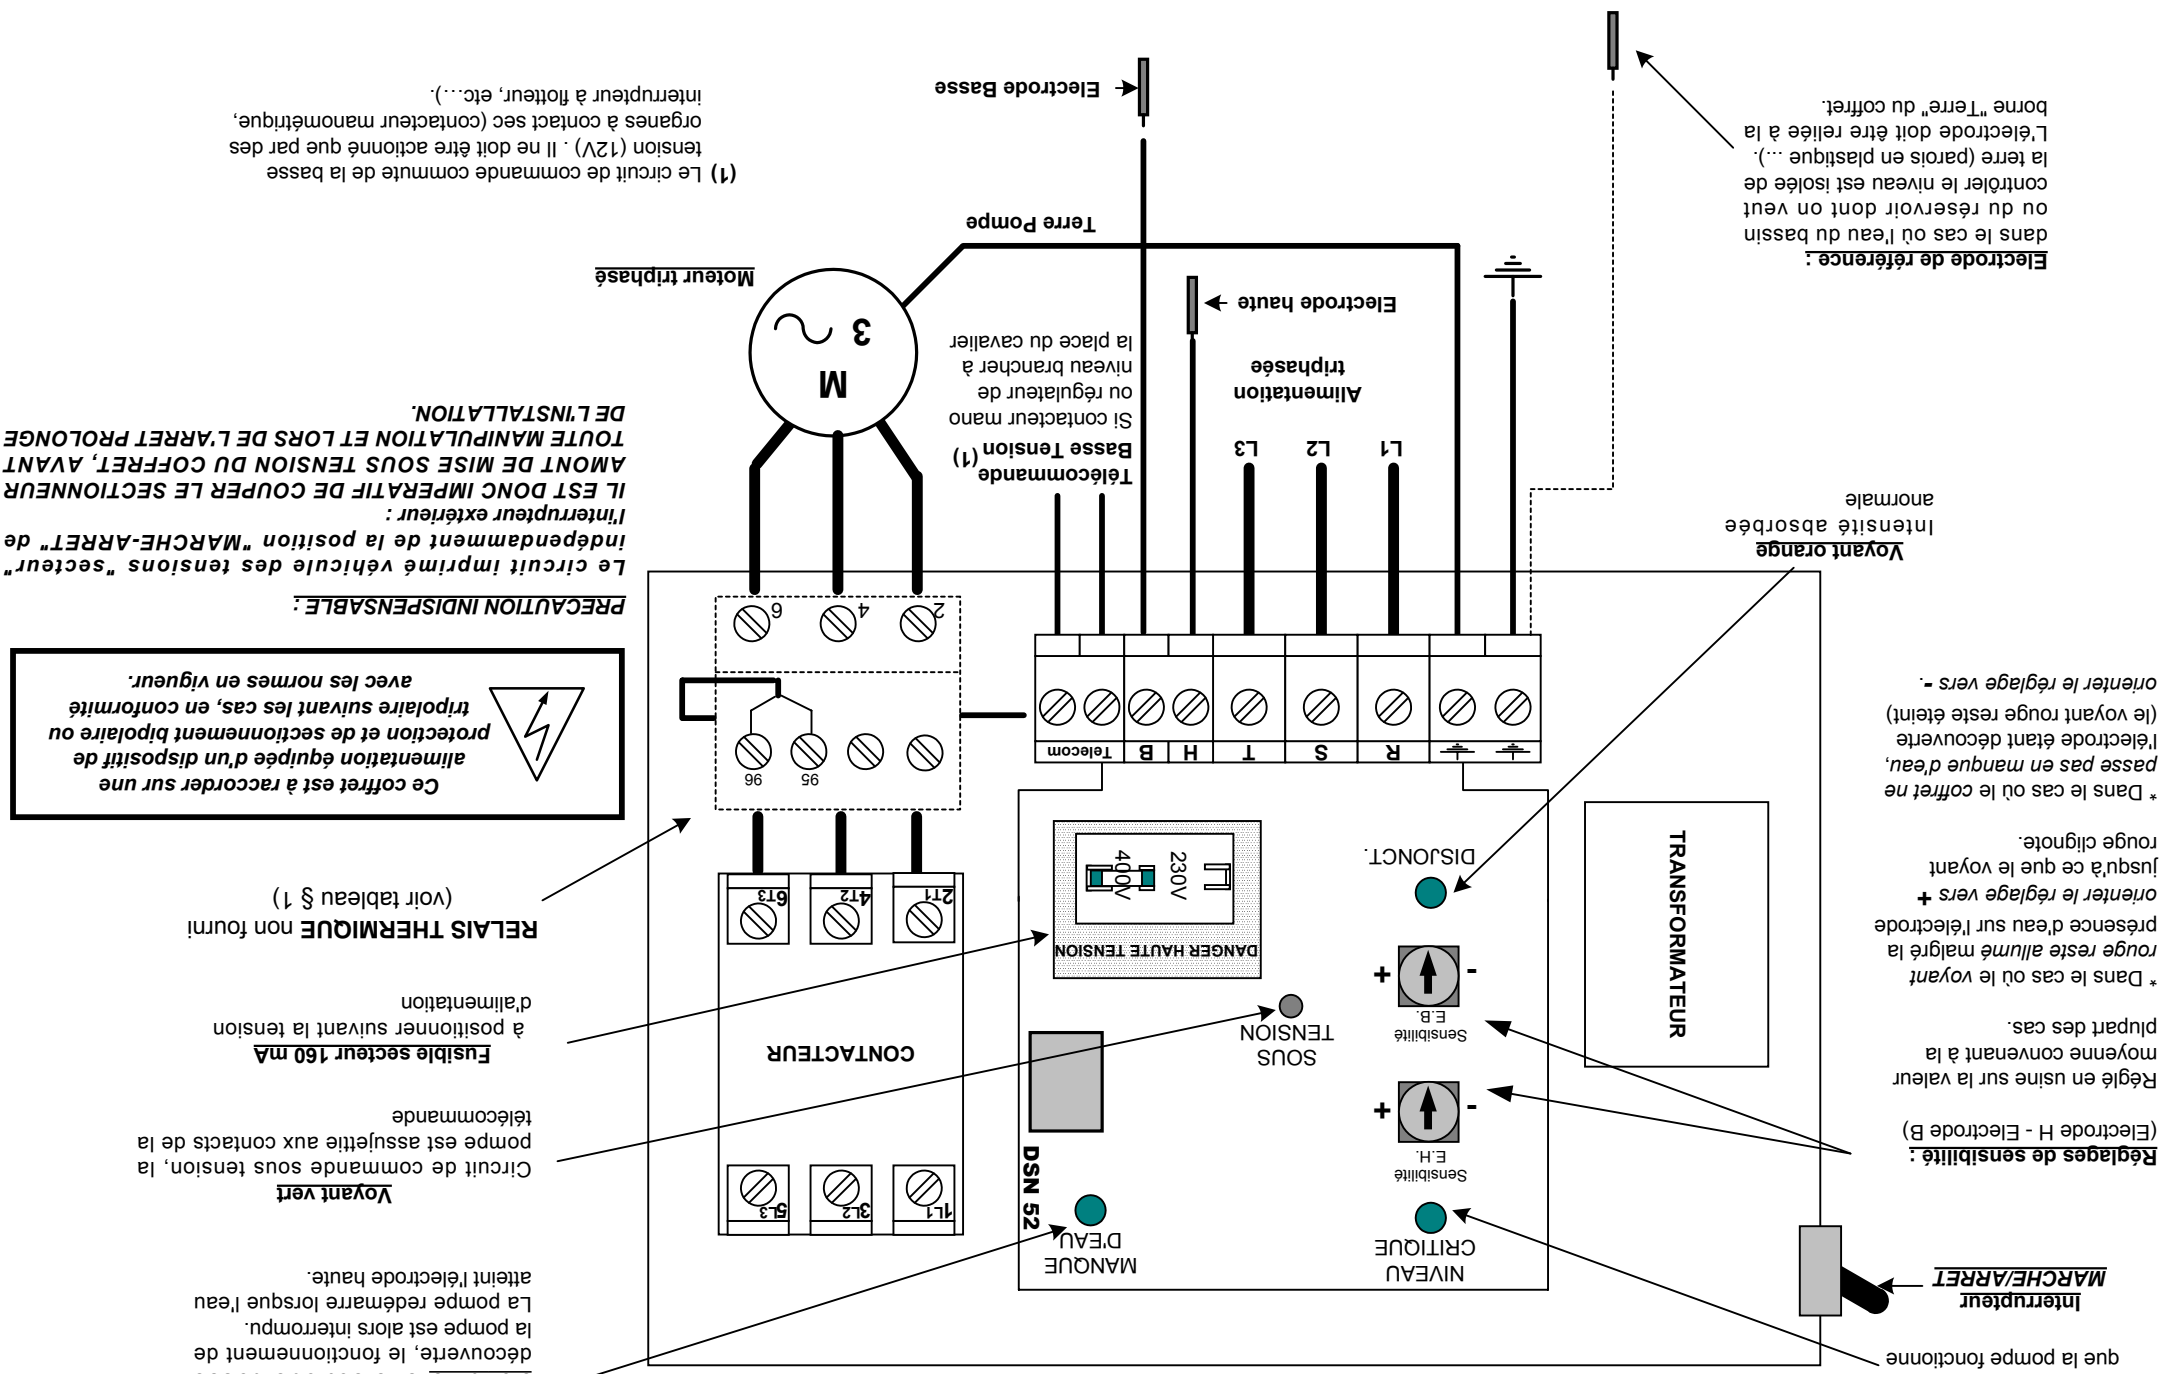 que la pompe fonctionne
Interrupteur
MARCHE/ARRET
Réglages de sensibilité :
(Electrode H - Electrode B)
Réglé en usine sur la valeur
moyenne convenant à la
plupart des cas.
* Dans le cas où le voyant
rouge reste allumé malgré la
présence d'eau sur l'électrode
orienter le réglage vers +
jusqu'à ce que le voyant
rouge clignote.
* Dans le cas où le coffret ne
passe pas en manque d'eau,
l'électrode étant découverte
(le voyant rouge reste éteint)
orienter le réglage vers -.
TRANSFORMATEUR
NIVEAU
CRITIQUE
MANQUE
D'EAU
DSN 52
Sensibilité
E.H.
- +
Sensibilité
E.B.
- +
SOUS
TENSION
DISJONCT.
DANGER HAUTE TENSION
230V
400V
1L1
3L2
5L3
CONTACTEUR
2T1
4T2
6T3
découverte, le fonctionnement de
la pompe est alors interrompu.
La pompe redémarre lorsque l'eau
atteint l'électrode haute.
Voyant vert
Circuit de commande sous tension, la
pompe est assujettie aux contacts de la
télécommande
Fusible secteur 160 mA
à positionner suivant la tension
d'alimentation
RELAIS THERMIQUE non fourni
(voir tableau § 1)
R
S
T
H
B
Telecom
95
96
2
4
6
Ce coffret est à raccorder sur une
alimentation équipée d'un dispositif de
protection et de sectionnement bipolaire ou
tripolaire suivant les cas, en conformité
avec les normes en vigueur.
PRECAUTION INDISPENSABLE :
Le circuit imprimé véhicule des tensions "secteur"
indépendamment de la position "MARCHE-ARRET" de
l'interrupteur extérieur :
IL EST DONC IMPERATIF DE COUPER LE SECTIONNEUR
AMONT DE MISE SOUS TENSION DU COFFRET, AVANT
TOUTE MANIPULATION ET LORS DE L'ARRET PROLONGE
DE L'INSTALLATION.
Voyant orange
Intensité absorbée
anormale
L1
L2
L3
Alimentation
triphasée
Télécommande
Basse Tension (1)
Si contacteur mano
ou régulateur de
niveau brancher à
la place du cavalier
M
3
Moteur triphasé
Electrode haute
Electrode de référence :
dans le cas où l'eau du bassin
ou du réservoir dont on veut
contrôler le niveau est isolée de
la terre (parois en plastique ...).
L'électrode doit être reliée à la
borne "Terre" du coffret.
Terre Pompe
Electrode Basse
(1) Le circuit de commande commute de la basse
tension (12V) . Il ne doit être actionné que par des
organes à contact sec (contacteur manométrique,
interrupteur à flotteur, etc…).